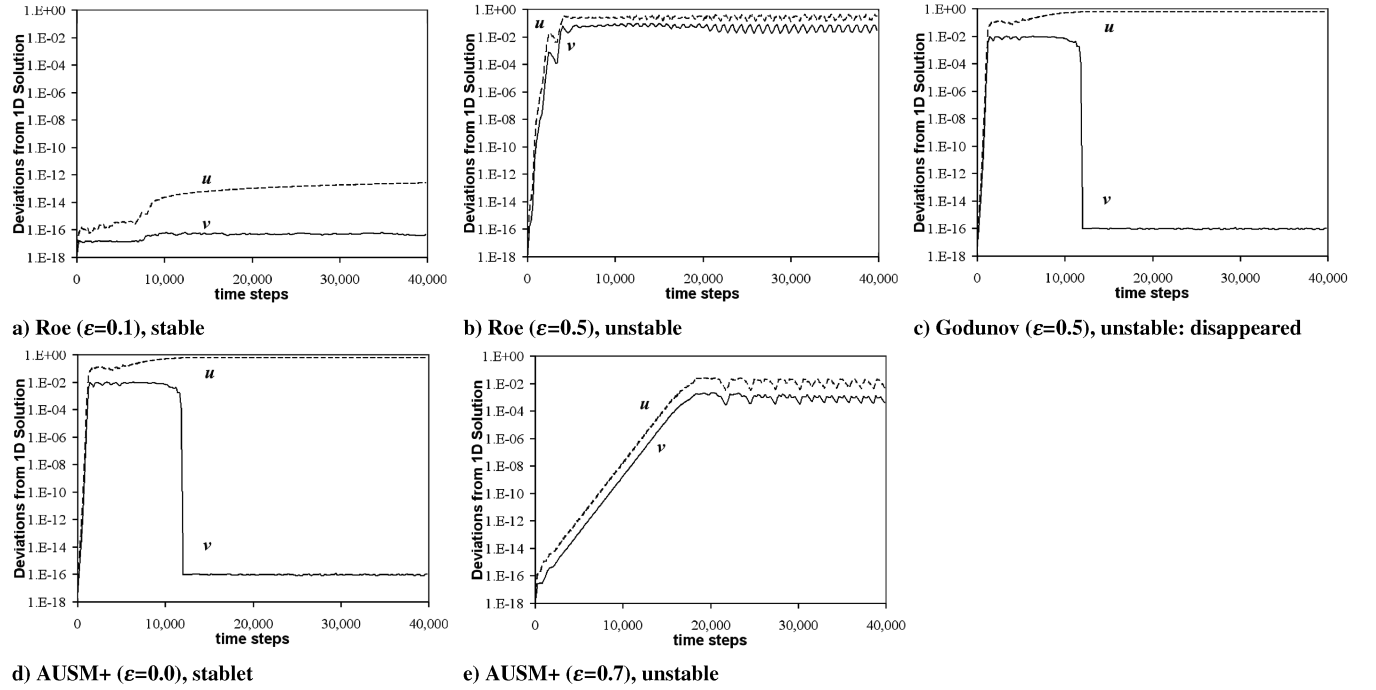 1.E+00
1.E-02
1.E-04
1.E-06
1.E-08
1.E-10
1.E-12
1.E-14
1.E-16
1.E-18
Deviations from 1D Solution
u
v
0 10,000 20,000 30,000 40,000
time steps
a) Roe (ε=0.1), stable
1.E+00
1.E-02
1.E-04
1.E-06
1.E-08
1.E-10
1.E-12
1.E-14
1.E-16
1.E-18
Deviations from 1D Solution
u
v
0 10,000 20,000 30,000 40,000
time steps
b) Roe (ε=0.5), unstable
1.E+00
1.E-02
1.E-04
1.E-06
1.E-08
1.E-10
1.E-12
1.E-14
1.E-16
1.E-18
Deviations from 1D Solution
u
v
0 10,000 20,000 30,000 40,000
time steps
c) Godunov (ε=0.5), unstable: disappeared
1.E+00
1.E-02
1.E-04
1.E-06
1.E-08
1.E-10
1.E-12
1.E-14
1.E-16
1.E-18
Deviations from 1D Solution
u
v
0 10,000 20,000 30,000 40,000
time steps
d) AUSM+ (ε=0.0), stablet
1.E+00
1.E-02
1.E-04
1.E-06
1.E-08
1.E-10
1.E-12
1.E-14
1.E-16
1.E-18
Deviations from 1D Solution
u
v
0 10,000 20,000 30,000 40,000
time steps
e) AUSM+ (ε=0.7), unstable